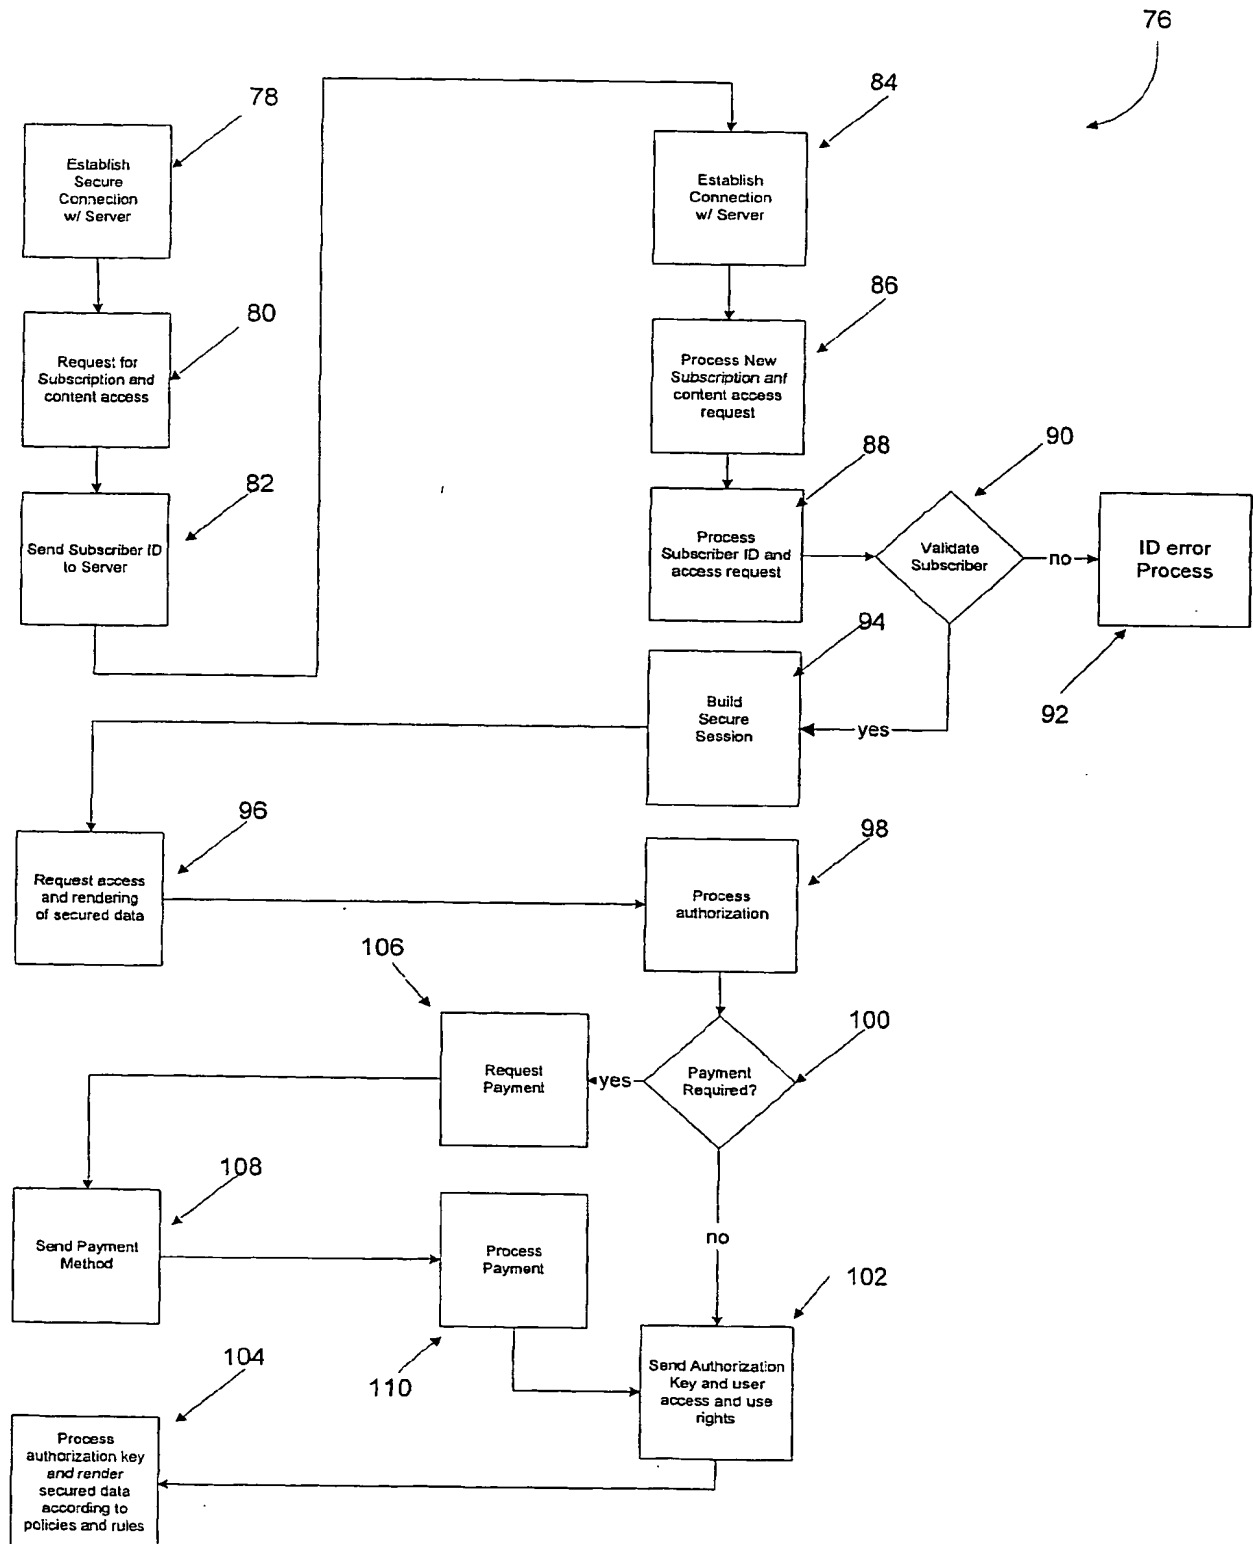 76
78
84
Establish
Secure
Connection
w/ Server
Establish
Connection
w/ Server
80
86
Request for
Subscription and
content access
Process New
Subscription anf
content access
request
82
88
90
Send Subscriber ID
to Server
Process
Subscriber ID and
access request
Validate
Subscriber
no
ID error
Process
92
94
Build
Secure
Session
yes
96
98
Request access
and rendering
of secured data
Process
authorization
106
100
Request
Payment
yes
Payment
Required?
108
Send Payment
Method
Process
Payment
no
110
102
Send Authorization
Key and user
access and use
rights
104
Process
authorization key
and render
secured data
according to
policies and rules